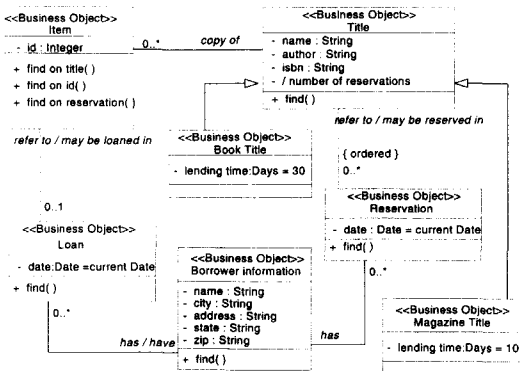 <<Business Object>>
Item
- id : Integer
+ find on title( )
+ find on id( )
+ find on reservation( )
0..*
copy of
<<Business Object>>
Title
- name : String
- author : String
- isbn : String
- / number of reservations
+ find( )
refer to / may be loaned in
<<Business Object>>
Book Title
- lending time:Days = 30
refer to / may be reserved in
{ ordered }
0..*
0..1
<<Business Object>>
Loan
- date:Date =current Date
+ find( )
0..*
<<Business Object>>
Reservation
- date : Date = current Date
+ find( )
0..*
<<Business Object>>
Borrower information
- name : String
- city : String
- address : String
- state : String
- zip : String
+ find( )
has / have
has
<<Business Object>>
Magazine Title
- lending time:Days = 10